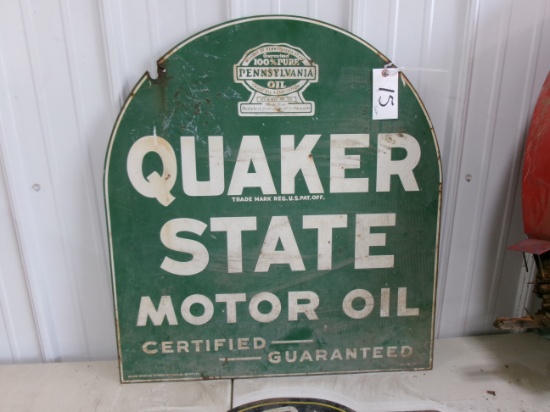 100% PURE
PENNSYLVANIA
OIL
15
QUAKER
TRADE MARK REG. U.S. PAT. OFF.
STATE
MOTOR OIL
CERTIFIED
GUARANTEED